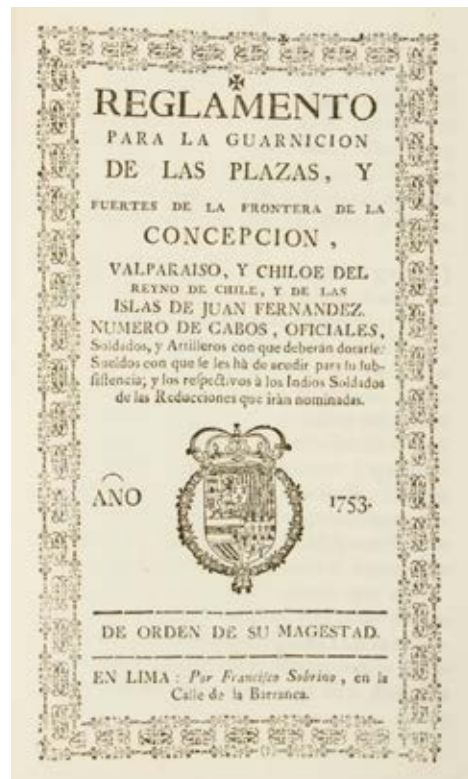 REGLAMENTO
PARA LA GUARNICION
DE LAS PLAZAS, Y
FUERTES DE LA FRONTERA DE LA
CONCEPCION,
VALPARAISO, Y CHILOE DEL
REYNO DE CHILE, Y DE LAS
ISLAS DE JUAN FERNANDEZ.
NUMERO DE CABOS, OFICIALES,
Soldados, y Artilleros con que deberàn dotarse:
Sueldos con que se les hà de acudir para su sub-
sistencia; y los respectivos à los Indios Soldados
de las Reducciones que iràn nominadas.
AÑO 1753.
DE ORDEN DE SU MAGESTAD.
EN LIMA: Por Francisco Sobrino, en la
Calle de la Barranca.